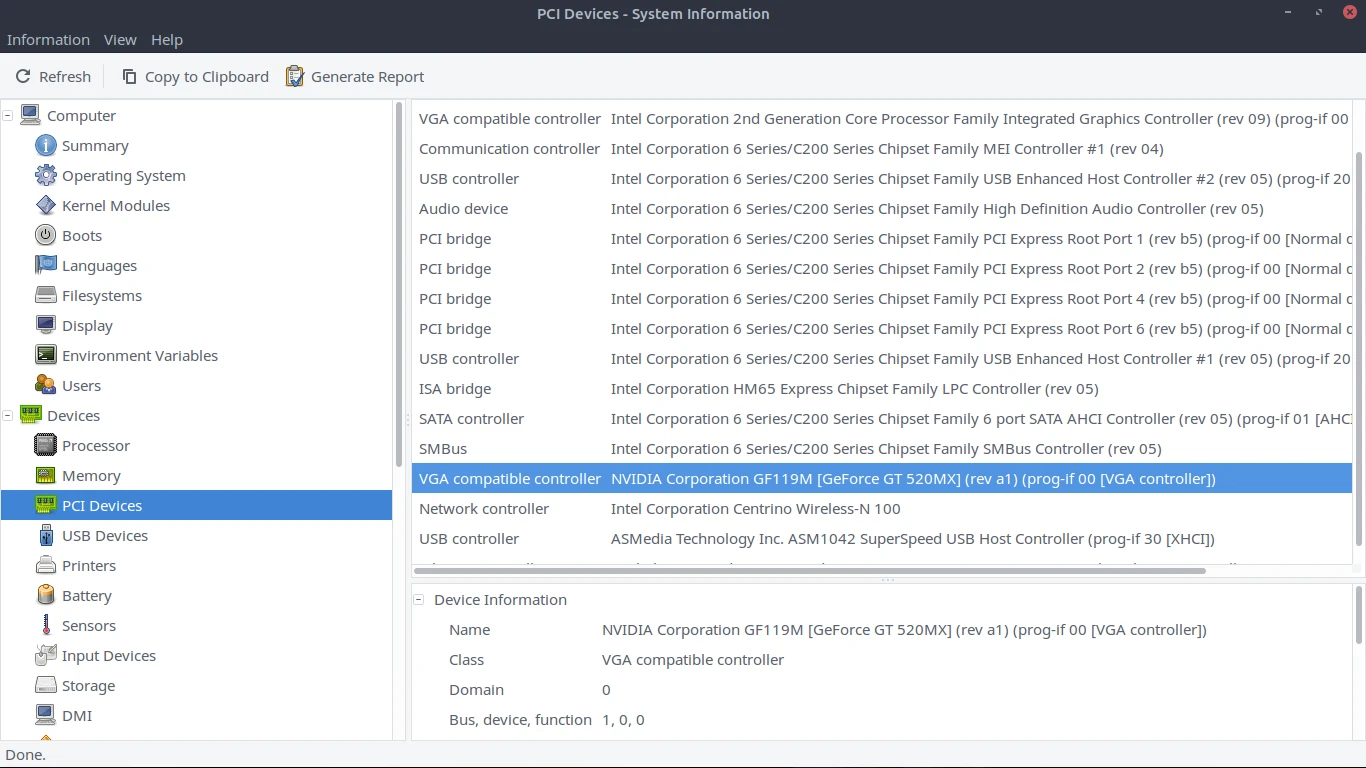 PCI Devices - System Information
Information View Help
Refresh Copy to Clipboard Generate Report
Computer
Summary
Operating System
Kernel Modules
Boots
Languages
Filesystems
Display
Environment Variables
Users
Devices
Processor
Memory
PCI Devices
USB Devices
Printers
Battery
Sensors
Input Devices
Storage
DMI
VGA compatible controller Intel Corporation 2nd Generation Core Processor Family Integrated Graphics Controller (rev 09) (prog-if 00
Communication controller Intel Corporation 6 Series/C200 Series Chipset Family MEI Controller #1 (rev 04)
USB controller Intel Corporation 6 Series/C200 Series Chipset Family USB Enhanced Host Controller #2 (rev 05) (prog-if 20
Audio device Intel Corporation 6 Series/C200 Series Chipset Family High Definition Audio Controller (rev 05)
PCI bridge Intel Corporation 6 Series/C200 Series Chipset Family PCI Express Root Port 1 (rev b5) (prog-if 00 [Normal
PCI bridge Intel Corporation 6 Series/C200 Series Chipset Family PCI Express Root Port 2 (rev b5) (prog-if 00 [Normal
PCI bridge Intel Corporation 6 Series/C200 Series Chipset Family PCI Express Root Port 4 (rev b5) (prog-if 00 [Normal
PCI bridge Intel Corporation 6 Series/C200 Series Chipset Family PCI Express Root Port 6 (rev b5) (prog-if 00 [Normal
USB controller Intel Corporation 6 Series/C200 Series Chipset Family USB Enhanced Host Controller #1 (rev 05) (prog-if 20
ISA bridge Intel Corporation HM65 Express Chipset Family LPC Controller (rev 05)
SATA controller Intel Corporation 6 Series/C200 Series Chipset Family 6 port SATA AHCI Controller (rev 05) (prog-if 01 [AHC
SMBus Intel Corporation 6 Series/C200 Series Chipset Family SMBus Controller (rev 05)
VGA compatible controller NVIDIA Corporation GF119M [GeForce GT 520MX] (rev a1) (prog-if 00 [VGA controller])
Network controller Intel Corporation Centrino Wireless-N 100
USB controller ASMedia Technology Inc. ASM1042 SuperSpeed USB Host Controller (prog-if 30 [XHCI])
Device Information
Name NVIDIA Corporation GF119M [GeForce GT 520MX] (rev a1) (prog-if 00 [VGA controller])
Class VGA compatible controller
Domain 0
Bus, device, function 1, 0, 0
Done.